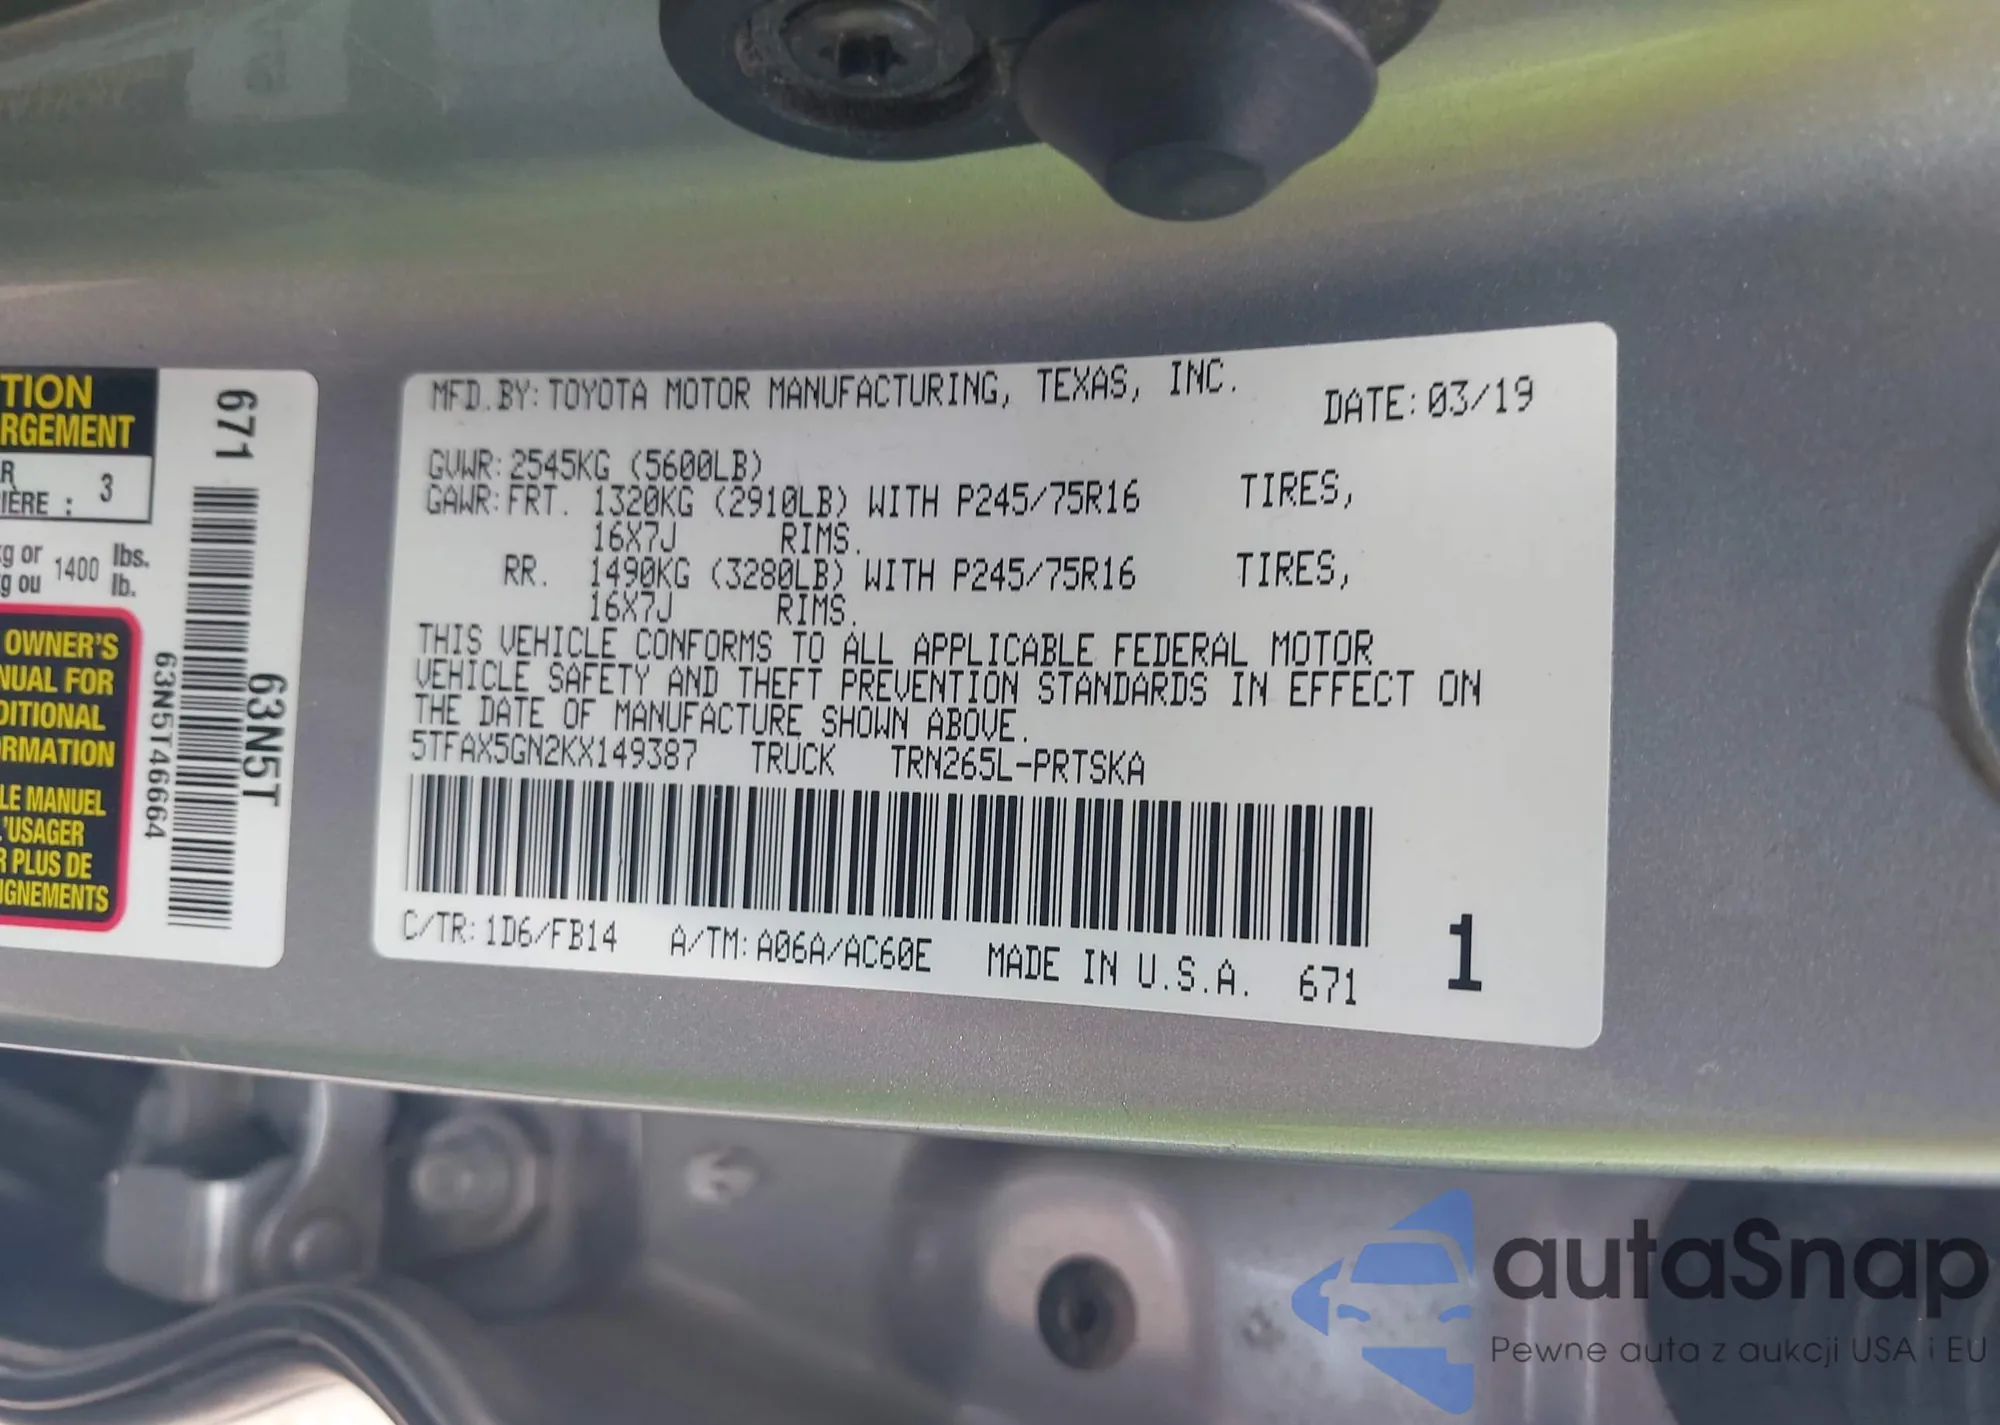 TION
RGEMENT
R
IÈRE : 3
kg or 1400 lbs.
kg ou lb.
OWNER'S
NUAL FOR
DITIONAL
ORMATION
LE MANUEL
L'USAGER
R PLUS DE
IGNEMENTS
671
63N5T46664
63N5T
MFD.BY:TOYOTA MOTOR MANUFACTURING, TEXAS, INC. DATE:03/19
GVWR:2545KG (5600LB)
GAWR:FRT. 1320KG (2910LB) WITH P245/75R16 TIRES,
16X7J RIMS.
RR. 1490KG (3280LB) WITH P245/75R16 TIRES,
16X7J RIMS.
THIS VEHICLE CONFORMS TO ALL APPLICABLE FEDERAL MOTOR
VEHICLE SAFETY AND THEFT PREVENTION STANDARDS IN EFFECT ON
THE DATE OF MANUFACTURE SHOWN ABOVE.
5TFAX5GN2KX149387 TRUCK TRN265L-PRTSKA
C/TR:1D6/FB14 A/TM:A06A/AC60E MADE IN U.S.A. 671 1
autaSnap
Pewne auta z aukcji USA i EU